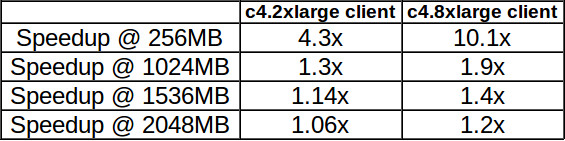 c4.2xlarge client c4.8xlarge client
Speedup @ 256MB 4.3x 10.1x
Speedup @ 1024MB 1.3x 1.9x
Speedup @ 1536MB 1.14x 1.4x
Speedup @ 2048MB 1.06x 1.2x